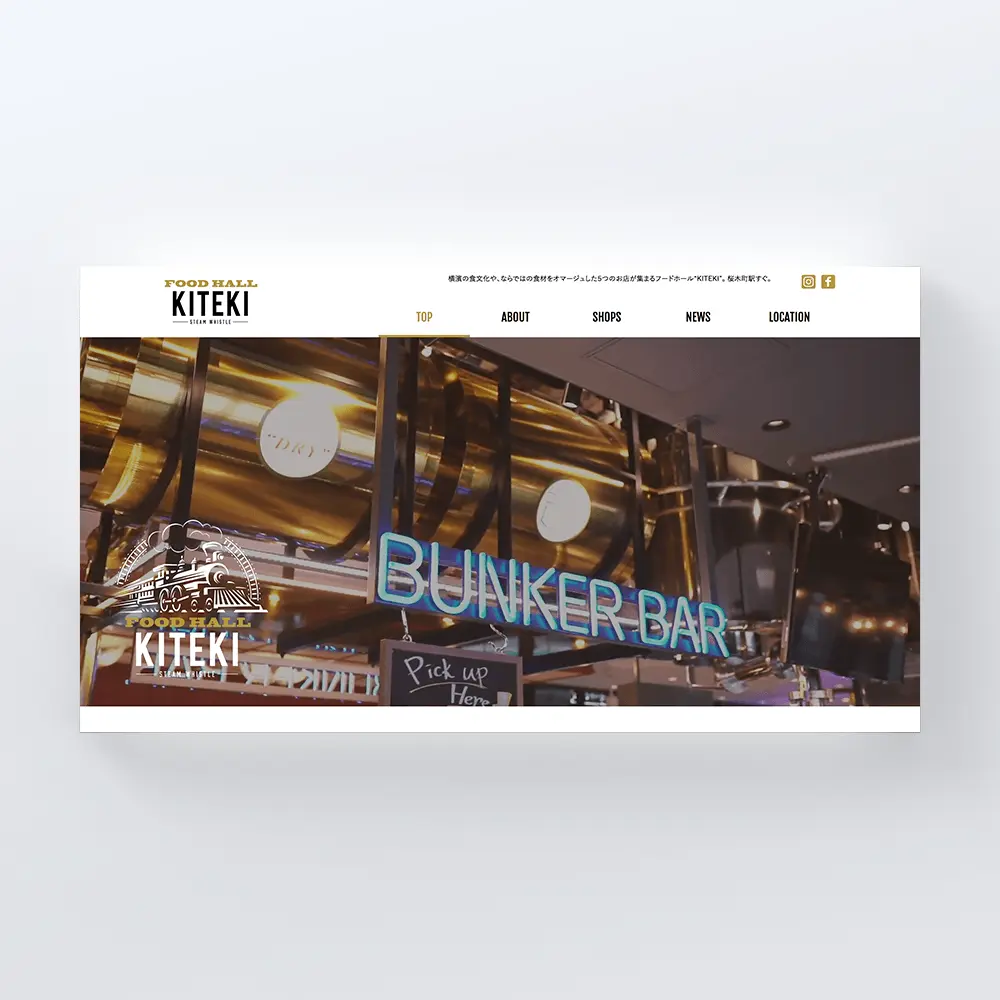 FOOD HALL
KITEKI
STEAM WHISTLE
横濱の食文化や、ならではの食材をオマージュした5つのお店が集まるフードホール"KITEKI"。桜木町駅すぐ。
TOP
ABOUT
SHOPS
NEWS
LOCATION
"DRY"
BUNKER BAR
Pick up
Here
FOOD HALL
KITEKI
STEAM WHISTLE